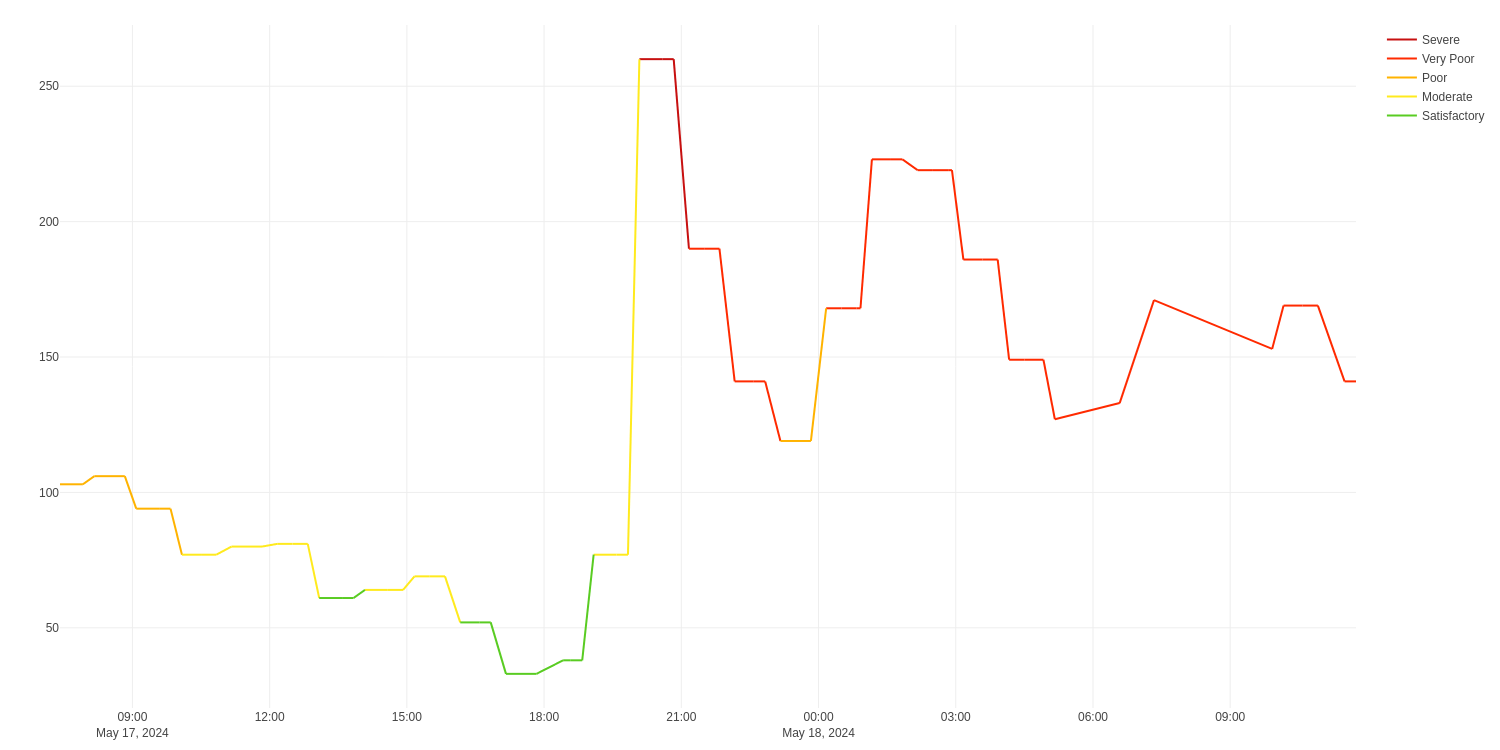 Severe
Very Poor
Poor
Moderate
Satisfactory
250
200
150
100
50
09:00
12:00
15:00
18:00
21:00
00:00
03:00
06:00
09:00
May 17, 2024
May 18, 2024